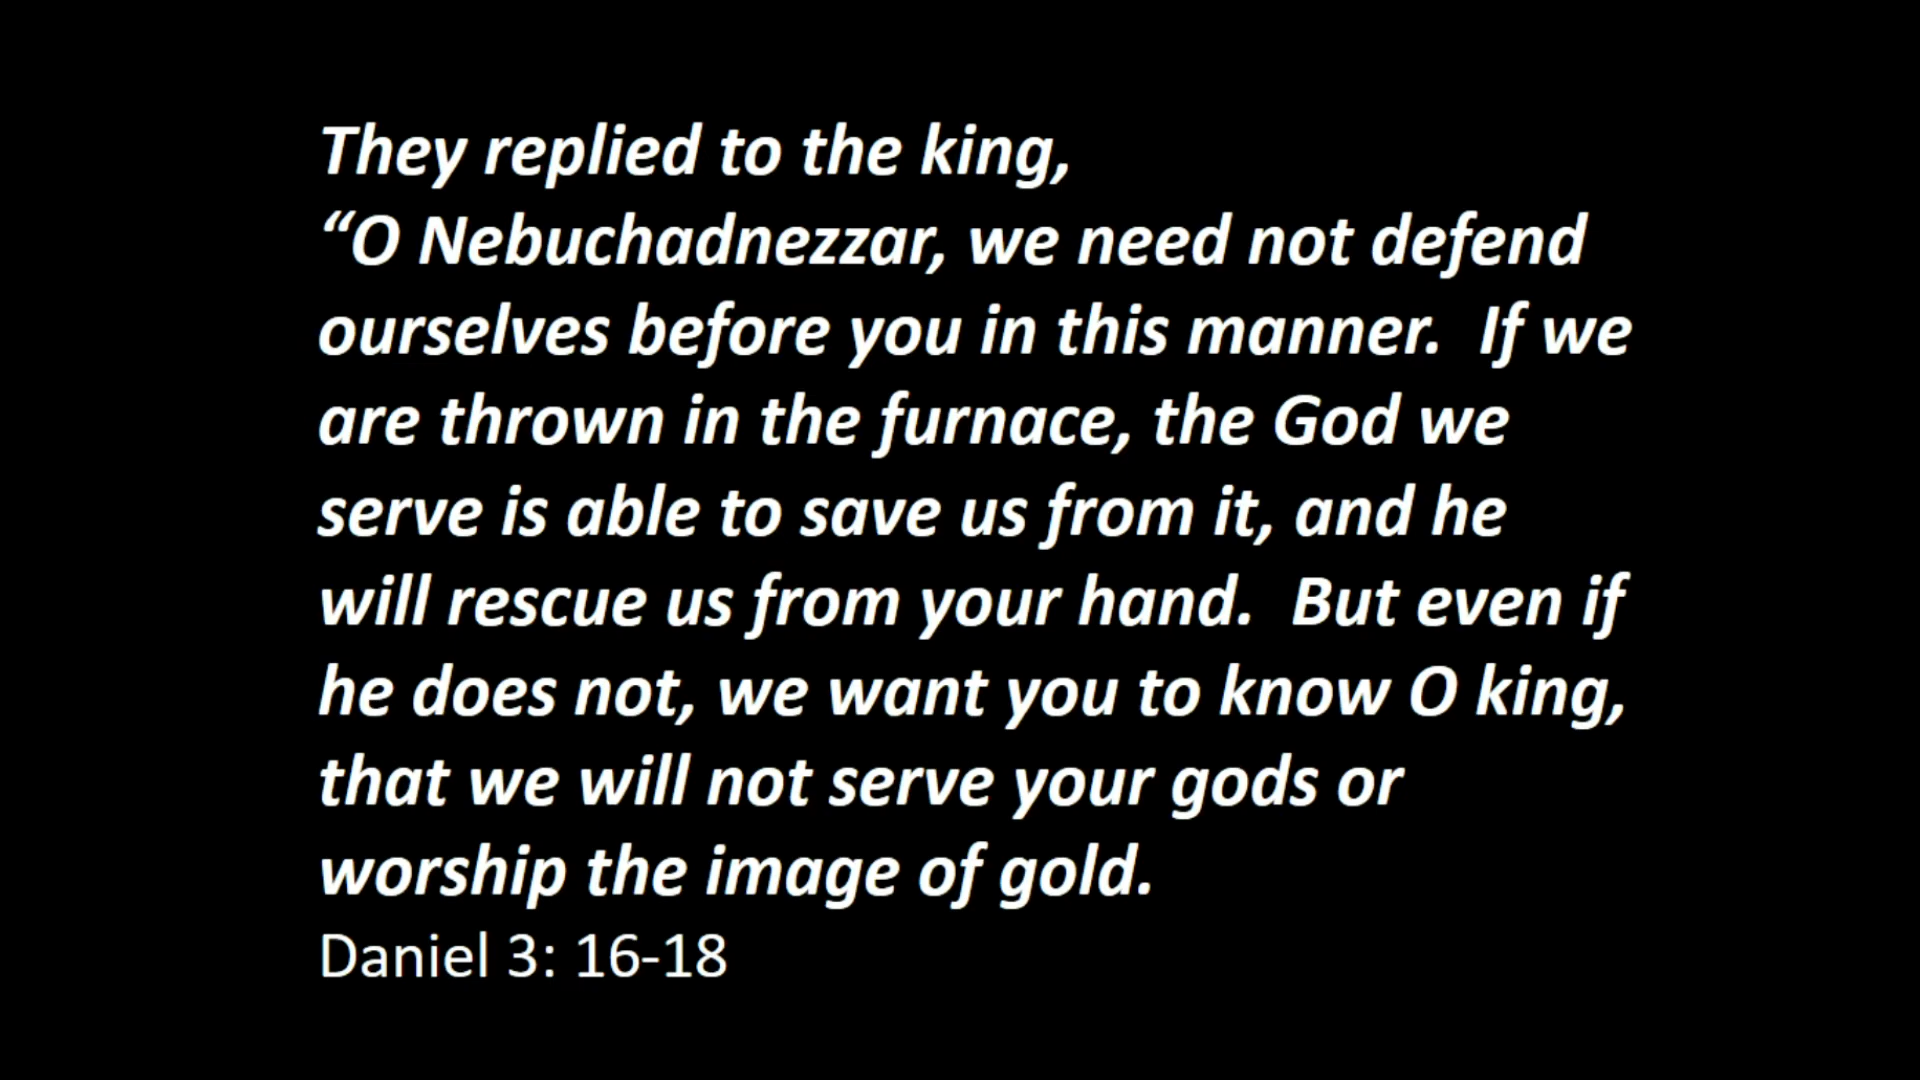 They replied to the king,
“O Nebuchadnezzar, we need not defend
ourselves before you in this manner.  If we
are thrown in the furnace, the God we
serve is able to save us from it, and he
will rescue us from your hand.  But even if
he does not, we want you to know O king,
that we will not serve your gods or
worship the image of gold.
Daniel 3: 16-18